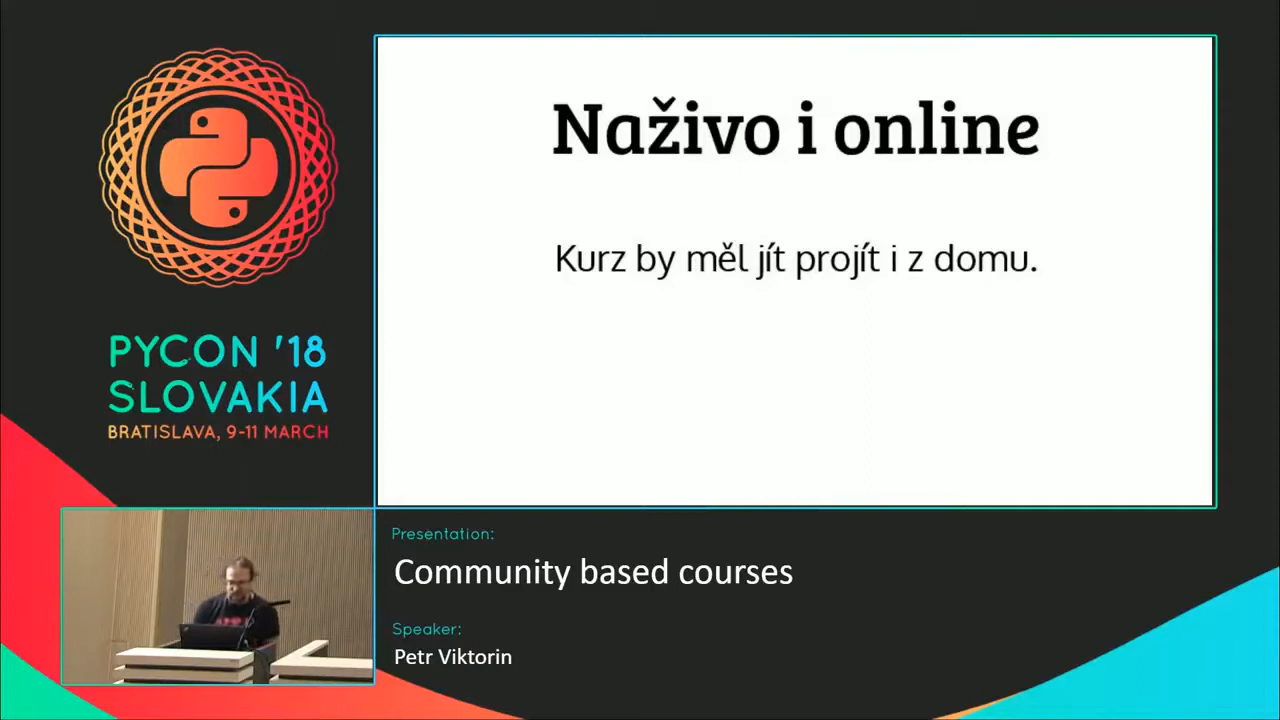 PYCON '18
SLOVAKIA
BRATISLAVA, 9-11 MARCH
Naživo i online
Kurz by měl jít projít i z domu.
Presentation:
Community based courses
Speaker:
Petr Viktorin